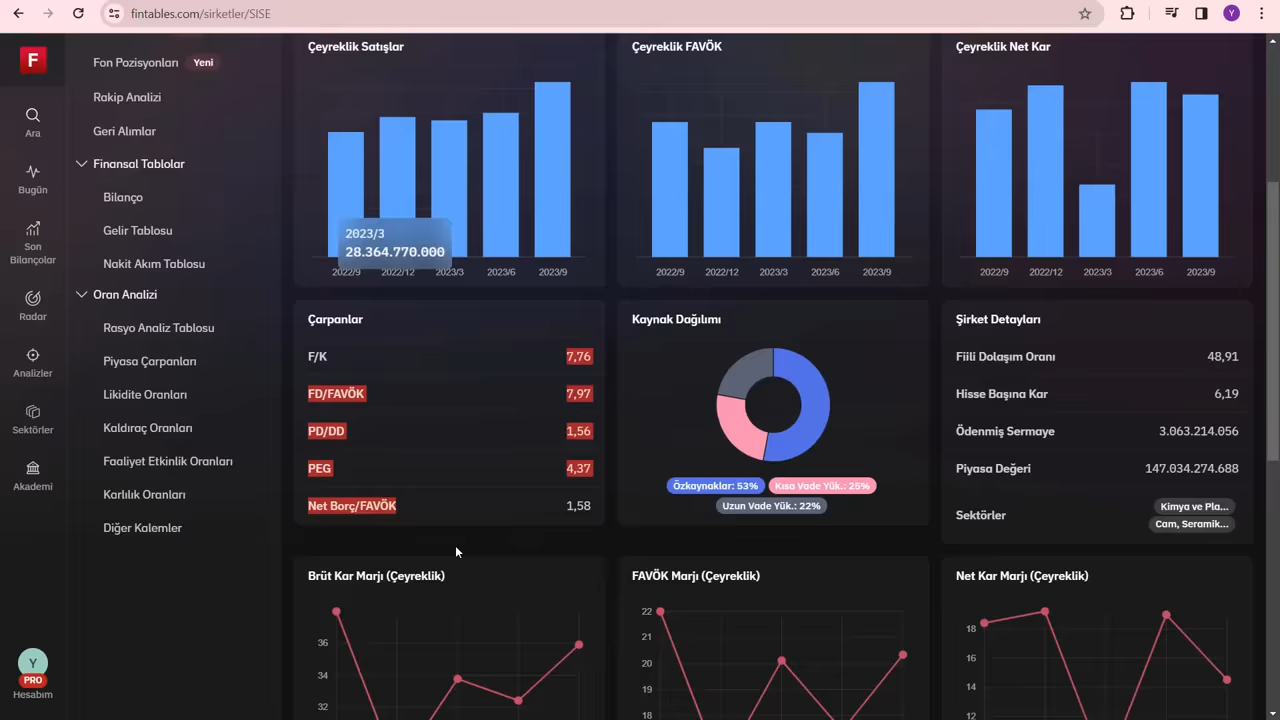 fintables.com/sirketler/SISE
Y
F
Ara
Bugün
Son
Bilançolar
Radar
Analizler
Sektörler
Akademi
Y
PRO
Hesabım
Fon Pozisyonları Yeni
Rakip Analizi
Geri Alımlar
Finansal Tablolar
Bilanço
Gelir Tablosu
Nakit Akım Tablosu
Oran Analizi
Rasyo Analiz Tablosu
Piyasa Çarpanları
Likidite Oranları
Kaldıraç Oranları
Faaliyet Etkinlik Oranları
Karlılık Oranları
Diğer Kalemler
Çeyreklik Satışlar
2023/3
28.364.770.000
2022/9 2022/12 2023/3 2023/6 2023/9
Çeyreklik FAVÖK
2022/9 2022/12 2023/3 2023/6 2023/9
Çeyreklik Net Kar
2022/9 2022/12 2023/3 2023/6 2023/9
Çarpanlar
F/K 7,76
FD/FAVÖK 7,97
PD/DD 1,56
PEG 4,37
Net Borç/FAVÖK 1,58
Kaynak Dağılımı
Özkaynaklar: 53% Kısa Vade Yük.: 25%
Uzun Vade Yük.: 22%
Şirket Detayları
Fiili Dolaşım Oranı 48,91
Hisse Başına Kar 6,19
Ödenmiş Sermaye 3.063.214.056
Piyasa Değeri 147.034.274.688
Sektörler Kimya ve Pla...
Cam, Seramik...
Brüt Kar Marjı (Çeyreklik)
36
34
32
FAVÖK Marjı (Çeyreklik)
22
21
20
19
18
Net Kar Marjı (Çeyreklik)
18
16
14
12